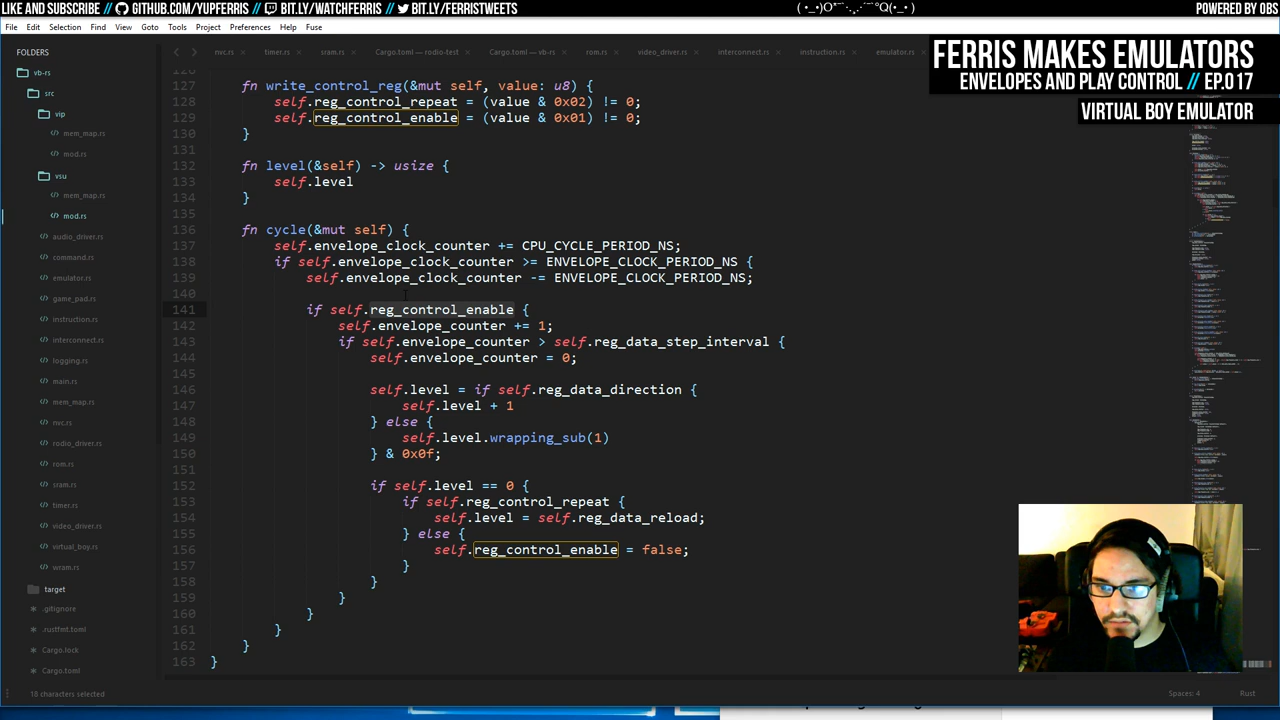 LIKE AND SUBSCRIBE // GITHUB.COM/YUPFERRIS // BIT.LY/WATCHFERRIS // BIT.LY/FERRISTWEETS
POWERED BY OBS
File Edit Selection Find View Goto Tools Project Preferences Help Fuse
FERRIS MAKES EMULATORS
ENVELOPES AND PLAY CONTROL // EP.017
VIRTUAL BOY EMULATOR
FOLDERS
vb-rs
src
vip
mem_map.rs
mod.rs
vsu
mem_map.rs
mod.rs
audio_driver.rs
command.rs
emulator.rs
game_pad.rs
instruction.rs
interconnect.rs
logging.rs
main.rs
mem_map.rs
nvc.rs
rodio_driver.rs
rom.rs
sram.rs
timer.rs
video_driver.rs
virtual_boy.rs
wram.rs
target
.gitignore
.rustfmt.toml
Cargo.lock
Cargo.toml
nvc.rs timer.rs sram.rs Cargo.toml — rodio-test Cargo.toml — vb-rs rom.rs video_driver.rs interconnect.rs instruction.rs emulator.rs
126
127 fn write_control_reg(&mut self, value: u8) {
128 self.reg_control_repeat = (value & 0x02) != 0;
129 self.reg_control_enable = (value & 0x01) != 0;
130 }
131
132 fn level(&self) -> usize {
133 self.level
134 }
135
136 fn cycle(&mut self) {
137 self.envelope_clock_counter += CPU_CYCLE_PERIOD_NS;
138 if self.envelope_clock_counter >= ENVELOPE_CLOCK_PERIOD_NS {
139 self.envelope_clock_counter -= ENVELOPE_CLOCK_PERIOD_NS;
140
141 if self.reg_control_enable {
142 self.envelope_counter += 1;
143 if self.envelope_counter > self.reg_data_step_interval {
144 self.envelope_counter = 0;
145
146 self.level = if self.reg_data_direction {
147 self.level + 1
148 } else {
149 self.level.wrapping_sub(1)
150 } & 0x0f;
151
152 if self.level == 0 {
153 if self.reg_control_repeat {
154 self.level = self.reg_data_reload;
155 } else {
156 self.reg_control_enable = false;
157 }
158 }
159 }
160 }
161 }
162 }
163 }
18 characters selected
Spaces: 4 Rust